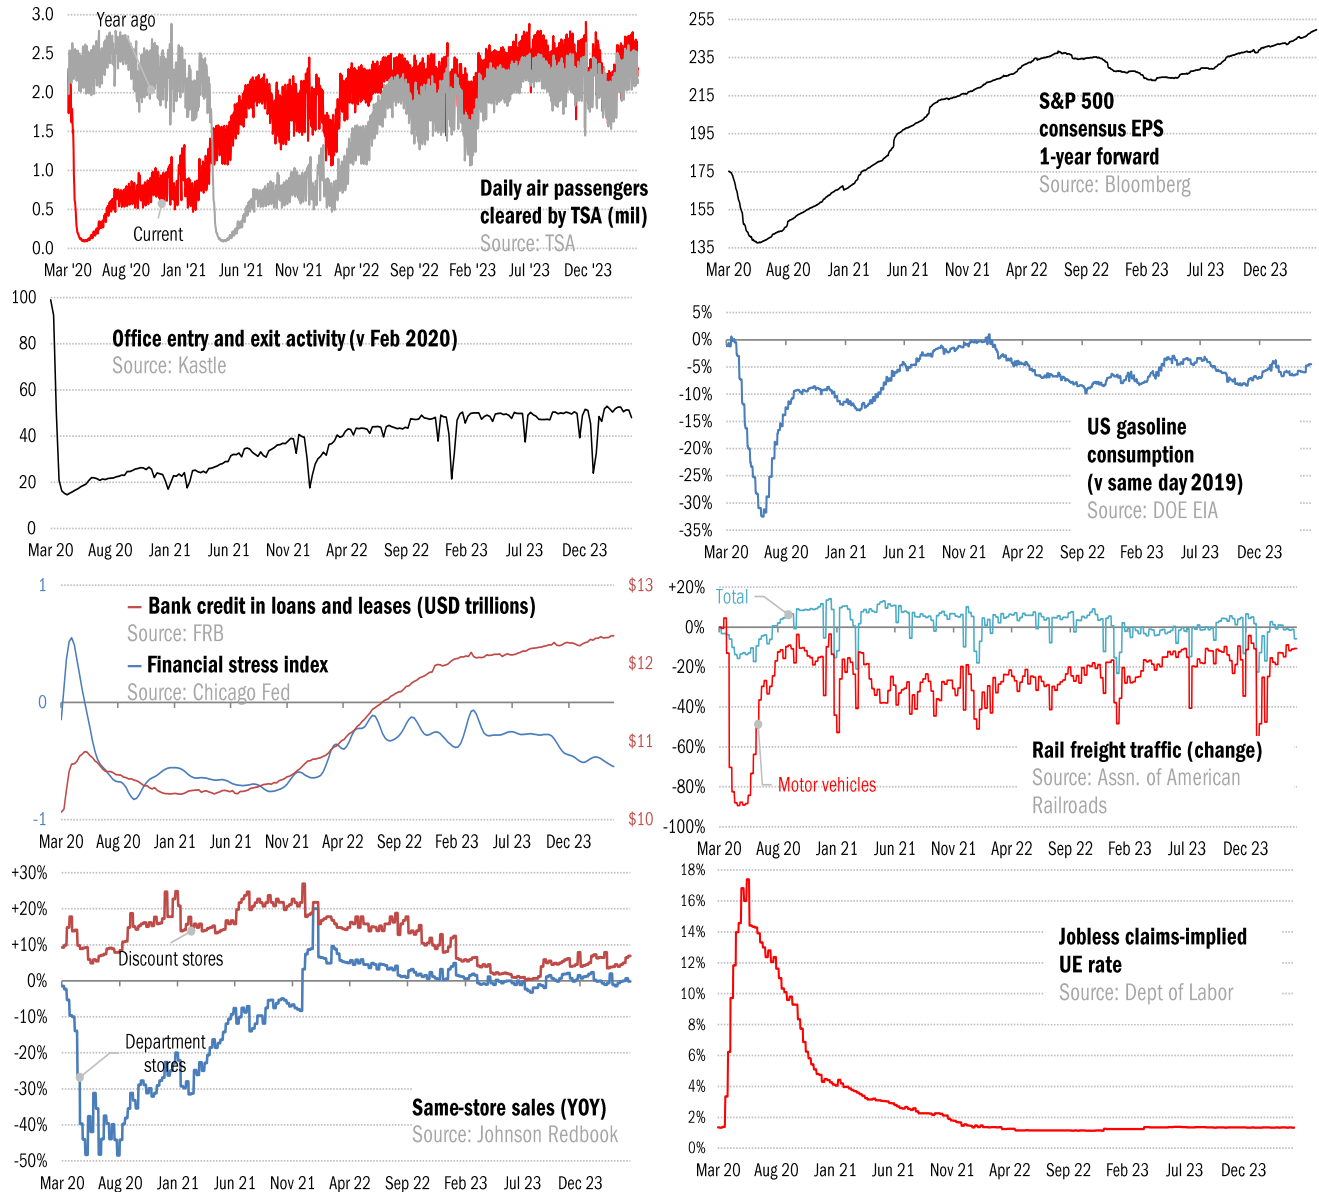 3.0
2.5
2.0
1.5
1.0
0.5
0.0
Year ago
Current
Daily air passengers
cleared by TSA (mil)
Source: TSA
Mar '20 Aug '20 Jan '21 Jun '21 Nov '21 Apr '22 Sep '22 Feb '23 Jul '23 Dec '23
255
235
215
195
175
155
135
S&P 500
consensus EPS
1-year forward
Source: Bloomberg
Mar 20 Aug 20 Jan 21 Jun 21 Nov 21 Apr 22 Sep 22 Feb 23 Jul 23 Dec 23
100
80
60
40
20
0
Office entry and exit activity (v Feb 2020)
Source: Kastle
Mar 20 Aug 20 Jan 21 Jun 21 Nov 21 Apr 22 Sep 22 Feb 23 Jul 23 Dec 23
5%
0%
-5%
-10%
-15%
-20%
-25%
-30%
-35%
US gasoline
consumption
(v same day 2019)
Source: DOE EIA
Mar 20 Aug 20 Jan 21 Jun 21 Nov 21 Apr 22 Sep 22 Feb 23 Jul 23 Dec 23
1
0
-1
Bank credit in loans and leases (USD trillions)
Source: FRB
Financial stress index
Source: Chicago Fed
$13
$12
$11
$10
Mar 20 Aug 20 Jan 21 Jun 21 Nov 21 Apr 22 Sep 22 Feb 23 Jul 23 Dec 23
+20%
0%
-20%
-40%
-60%
-80%
-100%
Total
Motor vehicles
Rail freight traffic (change)
Source: Assn. of American
Railroads
Mar 20 Aug 20 Jan 21 Jun 21 Nov 21 Apr 22 Sep 22 Feb 23 Jul 23 Dec 23
+30%
+20%
+10%
0%
-10%
-20%
-30%
-40%
-50%
Discount stores
Department
stores
Same-store sales (YOY)
Source: Johnson Redbook
Mar 20 Aug 20 Jan 21 Jun 21 Nov 21 Apr 22 Sep 22 Feb 23 Jul 23 Dec 23
18%
16%
14%
12%
10%
8%
6%
4%
2%
0%
Jobless claims-implied
UE rate
Source: Dept of Labor
Mar 20 Aug 20 Jan 21 Jun 21 Nov 21 Apr 22 Sep 22 Feb 23 Jul 23 Dec 23